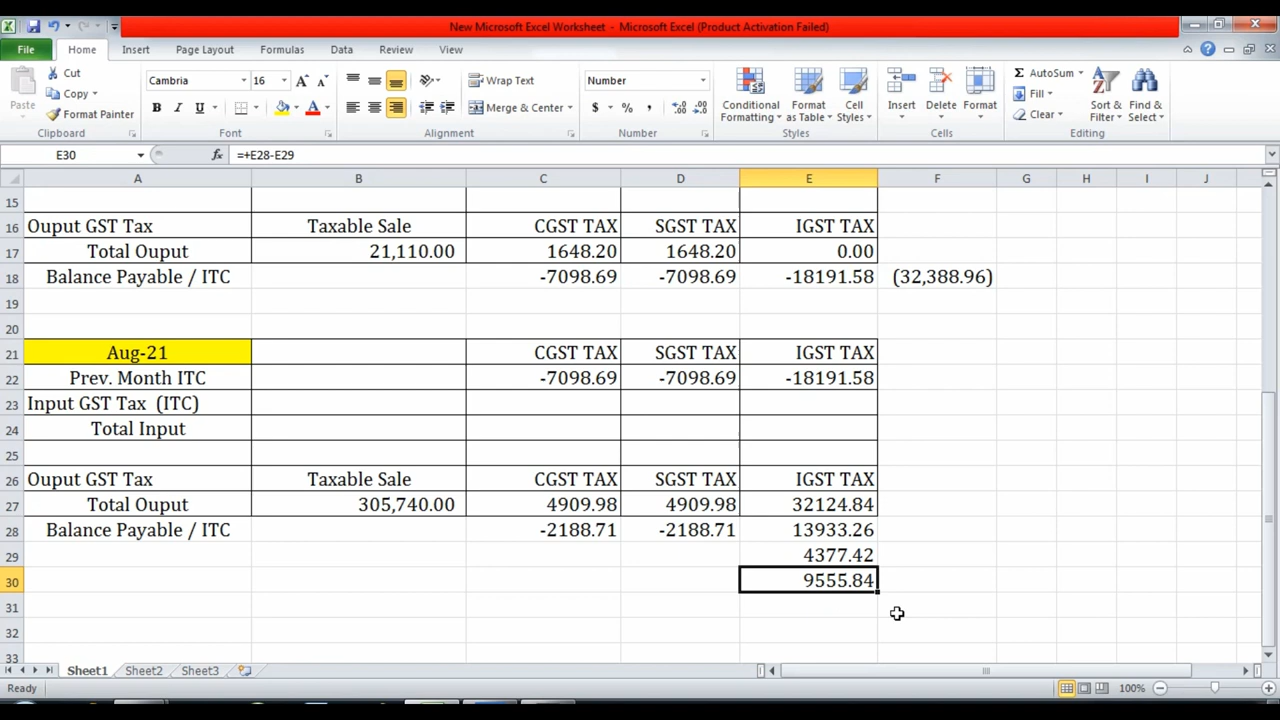 New Microsoft Excel Worksheet - Microsoft Excel (Product Activation Failed)
File Home Insert Page Layout Formulas Data Review View
Paste Cut Copy Format Painter Clipboard
Cambria 16 B I U A Font
Wrap Text Merge & Center Alignment
Number $ % , Number
Conditional Formatting Format as Table Cell Styles Styles
Insert Delete Format Cells
AutoSum Fill Clear Sort & Filter Find & Select Editing
E30 fx =+E28-E29
A B C D E F G H I J
15
16 Ouput GST Tax Taxable Sale CGST TAX SGST TAX IGST TAX
17 Total Ouput 21,110.00 1648.20 1648.20 0.00
18 Balance Payable / ITC -7098.69 -7098.69 -18191.58 (32,388.96)
19
20
21 Aug-21 CGST TAX SGST TAX IGST TAX
22 Prev. Month ITC -7098.69 -7098.69 -18191.58
23 Input GST Tax (ITC)
24 Total Input
25
26 Ouput GST Tax Taxable Sale CGST TAX SGST TAX IGST TAX
27 Total Ouput 305,740.00 4909.98 4909.98 32124.84
28 Balance Payable / ITC -2188.71 -2188.71 13933.26
29 4377.42
30 9555.84
31
32
33
Sheet1 Sheet2 Sheet3
Ready 100%